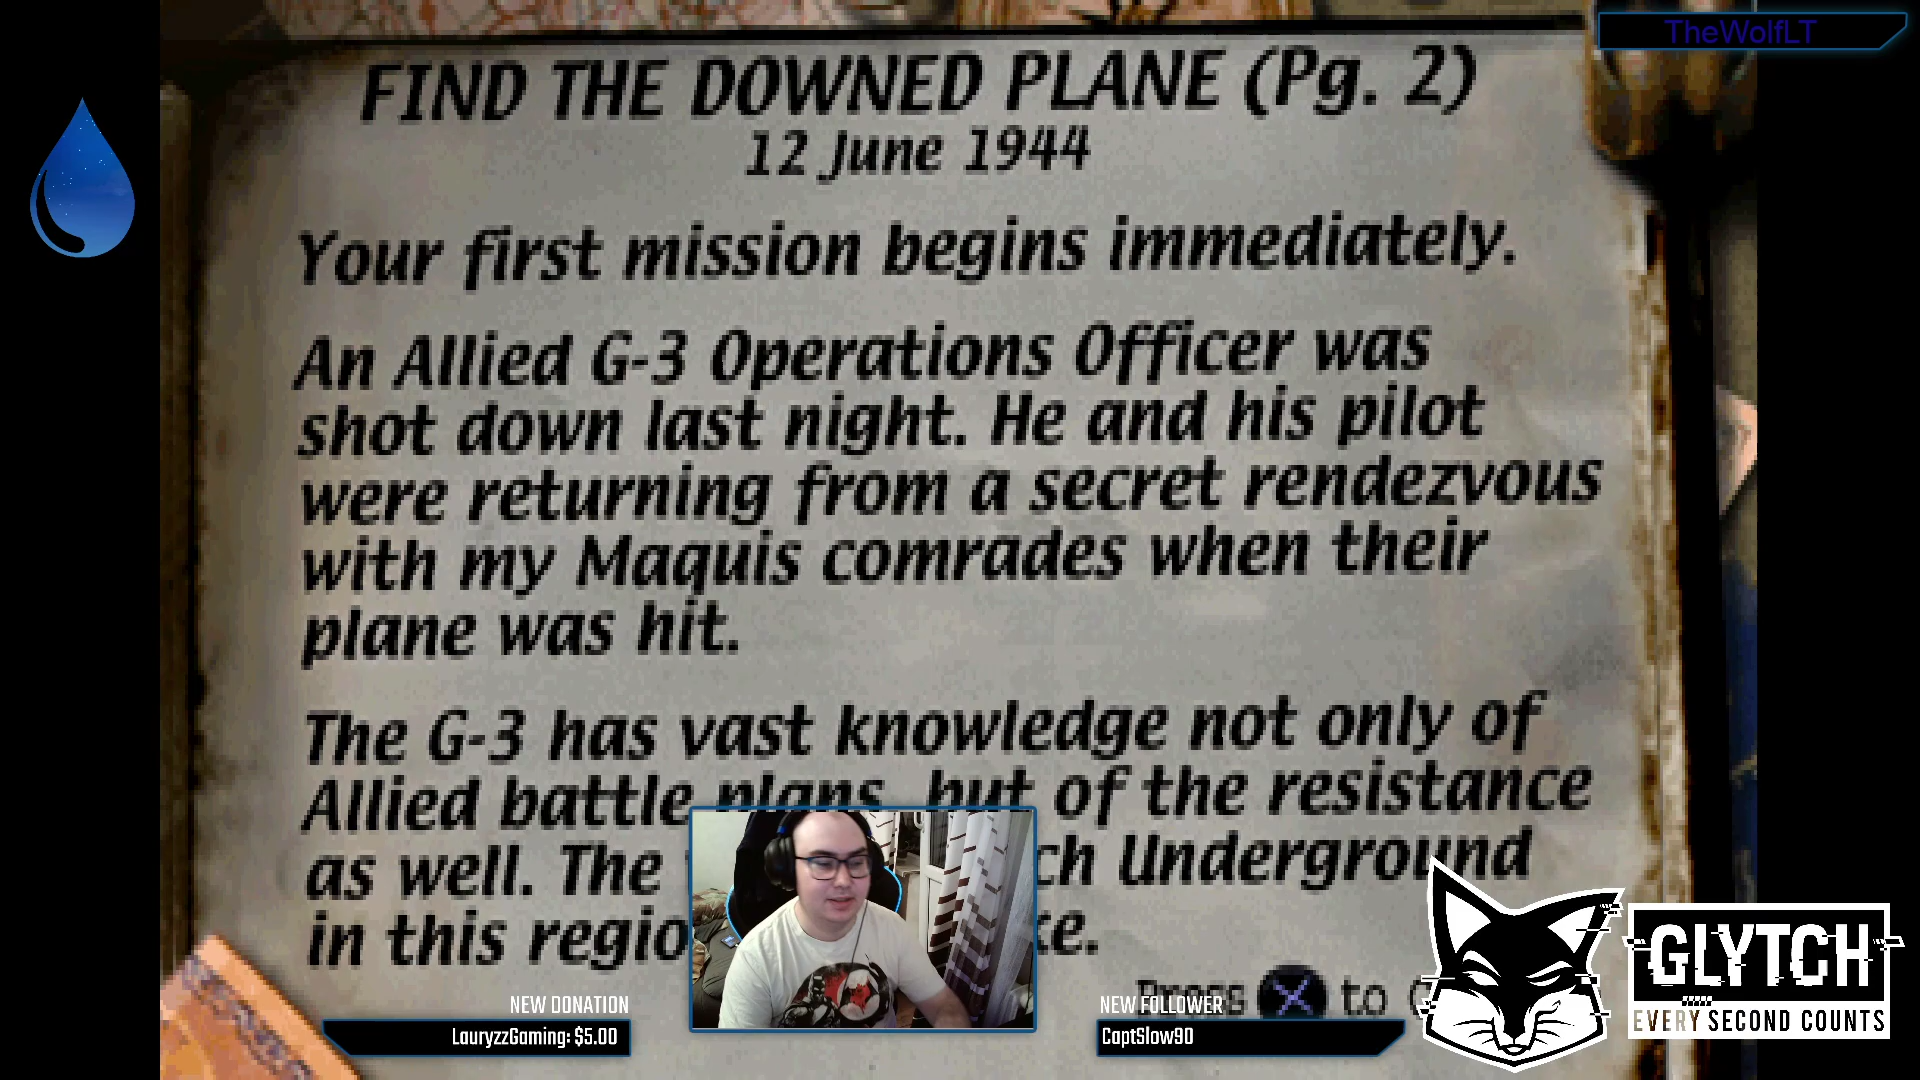 TheWolfLT
FIND THE DOWNED PLANE (Pg. 2)
12 June 1944
Your first mission begins immediately.
An Allied G-3 Operations Officer was
shot down last night. He and his pilot
were returning from a secret rendezvous
with my Maquis comrades when their
plane was hit.
The G-3 has vast knowledge not only of
Allied battle plans, but of the resistance
as well. The Underground
in this
Press X to
NEW DONATION
LauryzzGaming: $5.00
NEW FOLLOWER
CaptSlow90
GLYTCH
EVERY SECOND COUNTS